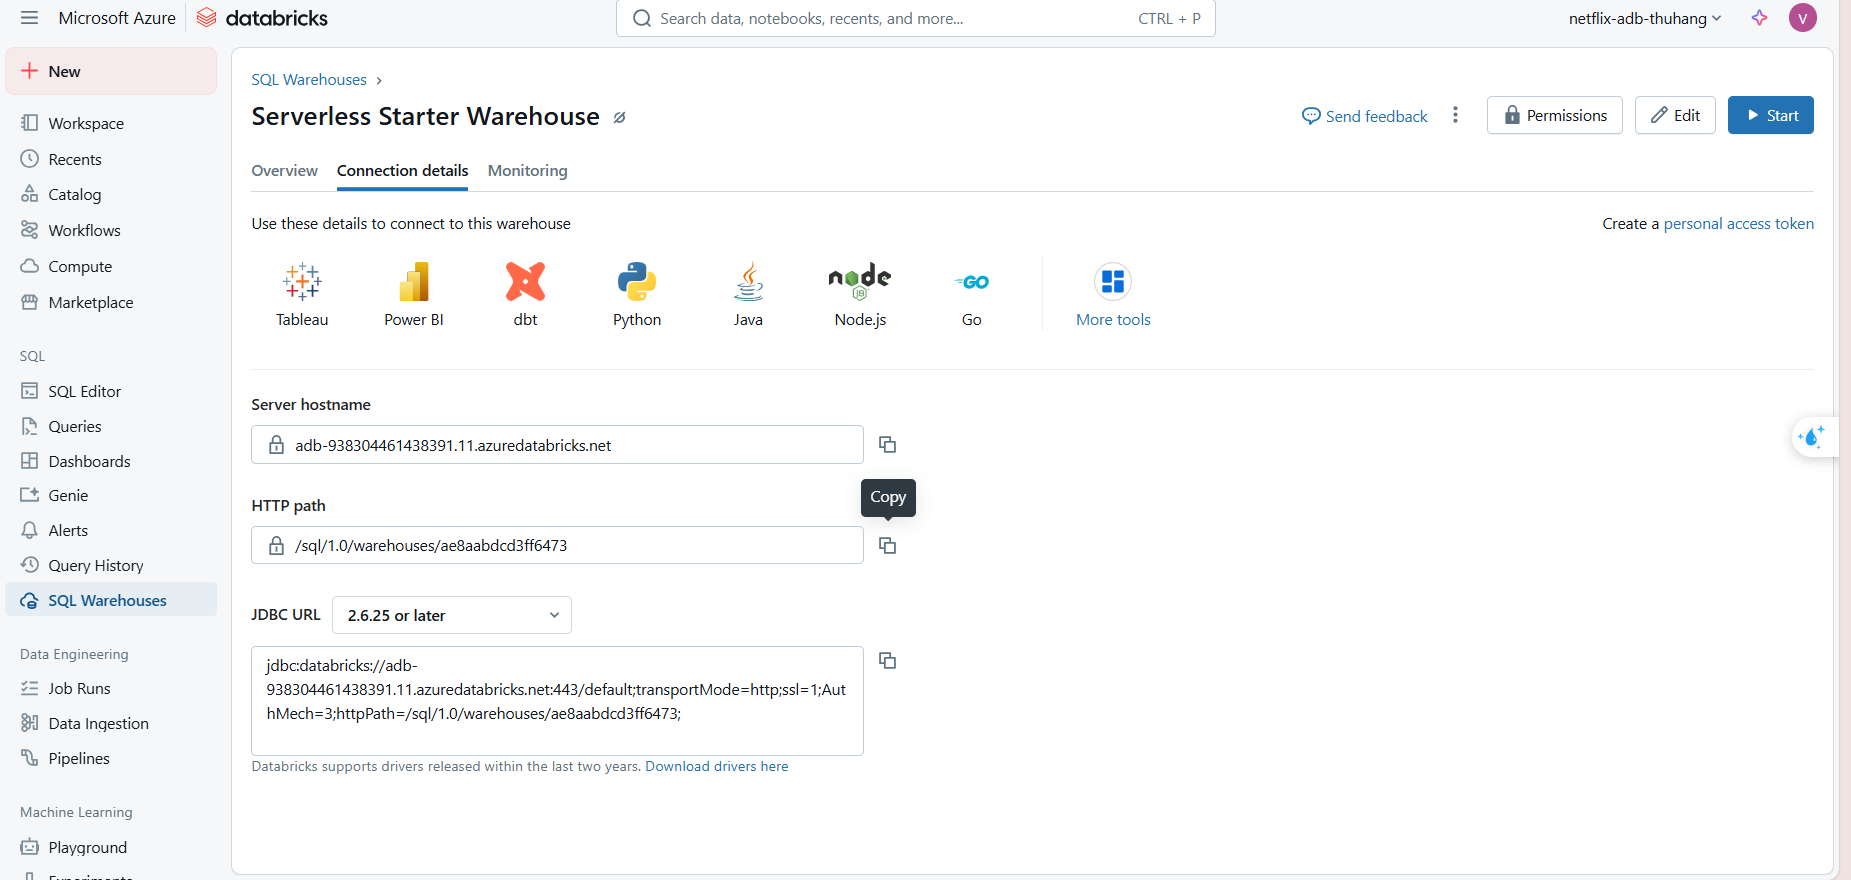 Microsoft Azure
databricks
Search data, notebooks, recents, and more...
CTRL + P
netflix-adb-thuhang
V
New
Workspace
Recents
Catalog
Workflows
Compute
Marketplace
SQL
SQL Editor
Queries
Dashboards
Genie
Alerts
Query History
SQL Warehouses
Data Engineering
Job Runs
Data Ingestion
Pipelines
Machine Learning
Playground
Experiments
SQL Warehouses
Serverless Starter Warehouse
Send feedback
Permissions
Edit
Start
Overview
Connection details
Monitoring
Use these details to connect to this warehouse
Create a personal access token
Tableau
Power BI
dbt
Python
Java
node
JS
Node.js
GO
Go
More tools
Server hostname
adb-938304461438391.11.azuredatabricks.net
HTTP path
Copy
/sql/1.0/warehouses/ae8aabdcd3ff6473
JDBC URL
2.6.25 or later
jdbc:databricks://adb-
938304461438391.11.azuredatabricks.net:443/default;transportMode=http;ssl=1;Aut
hMech=3;httpPath=/sql/1.0/warehouses/ae8aabdcd3ff6473;
Databricks supports drivers released within the last two years. Download drivers here